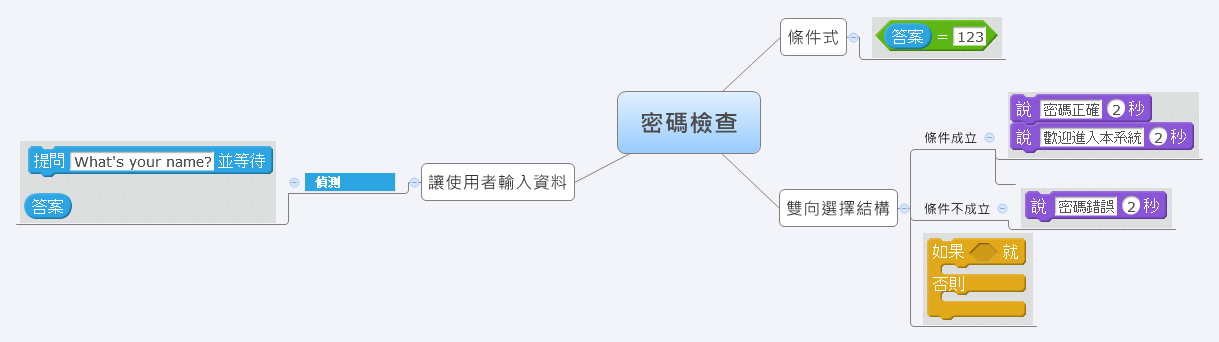 密碼檢查
條件式
答案 = 123
雙向選擇結構
條件成立
說 密碼正確 2 秒
說 歡迎進入本系統 2 秒
條件不成立
說 密碼錯誤 2 秒
如果 就
否則
讓使用者輸入資料
偵測
提問 What's your name? 並等待
答案